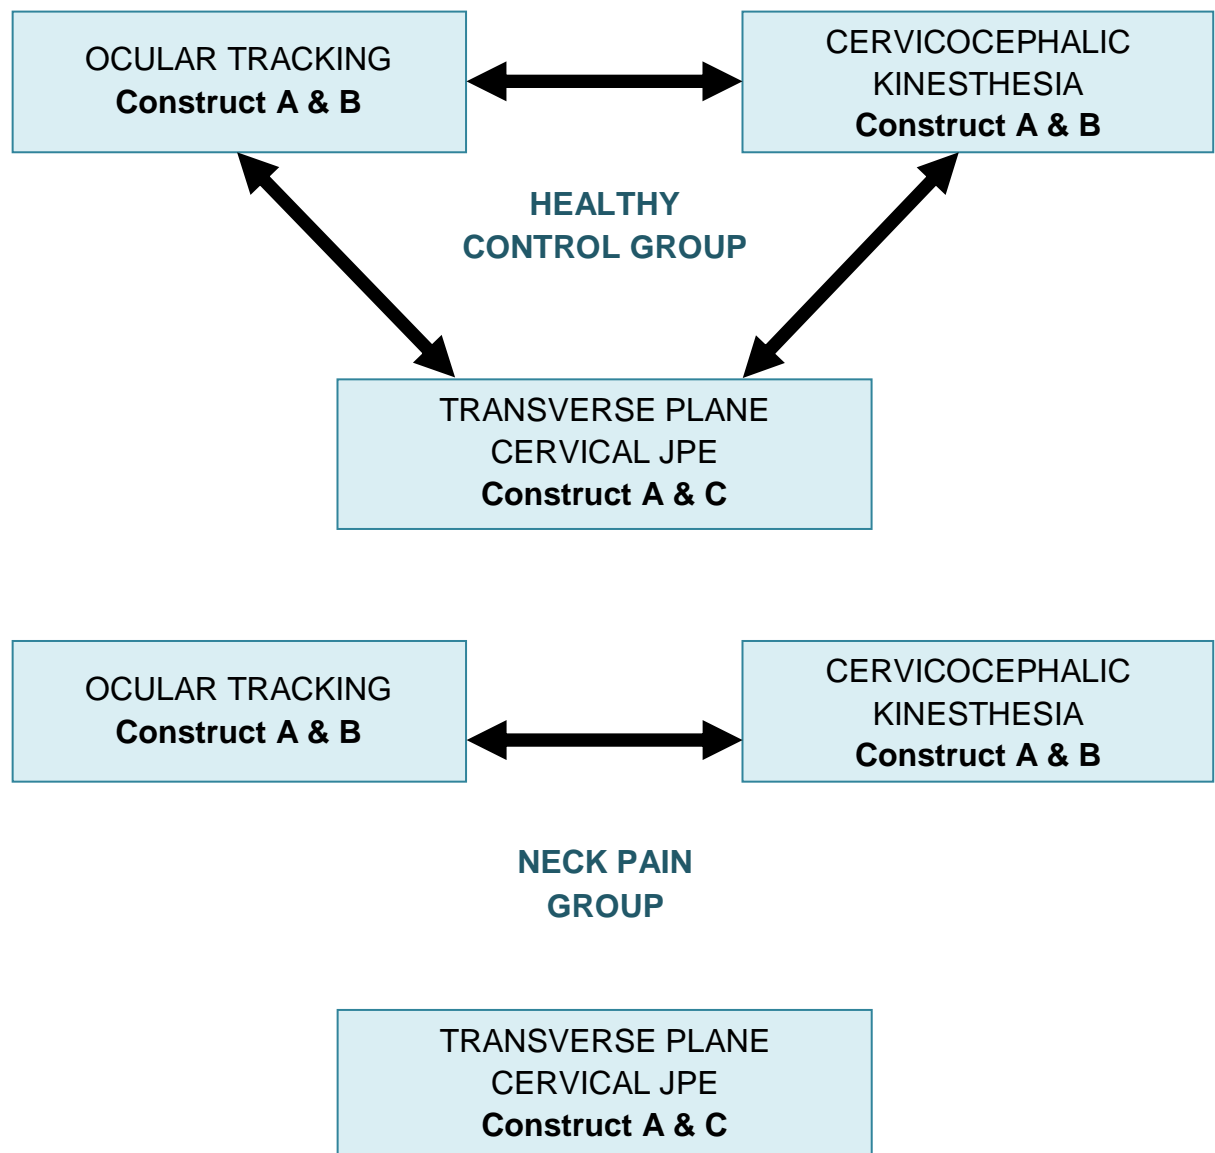 OCULAR TRACKING
Construct A & B
CERVICOCEPHALIC
KINESTHESIA
Construct A & B
HEALTHY
CONTROL GROUP
TRANSVERSE PLANE
CERVICAL JPE
Construct A & C
OCULAR TRACKING
Construct A & B
CERVICOCEPHALIC
KINESTHESIA
Construct A & B
NECK PAIN
GROUP
TRANSVERSE PLANE
CERVICAL JPE
Construct A & C